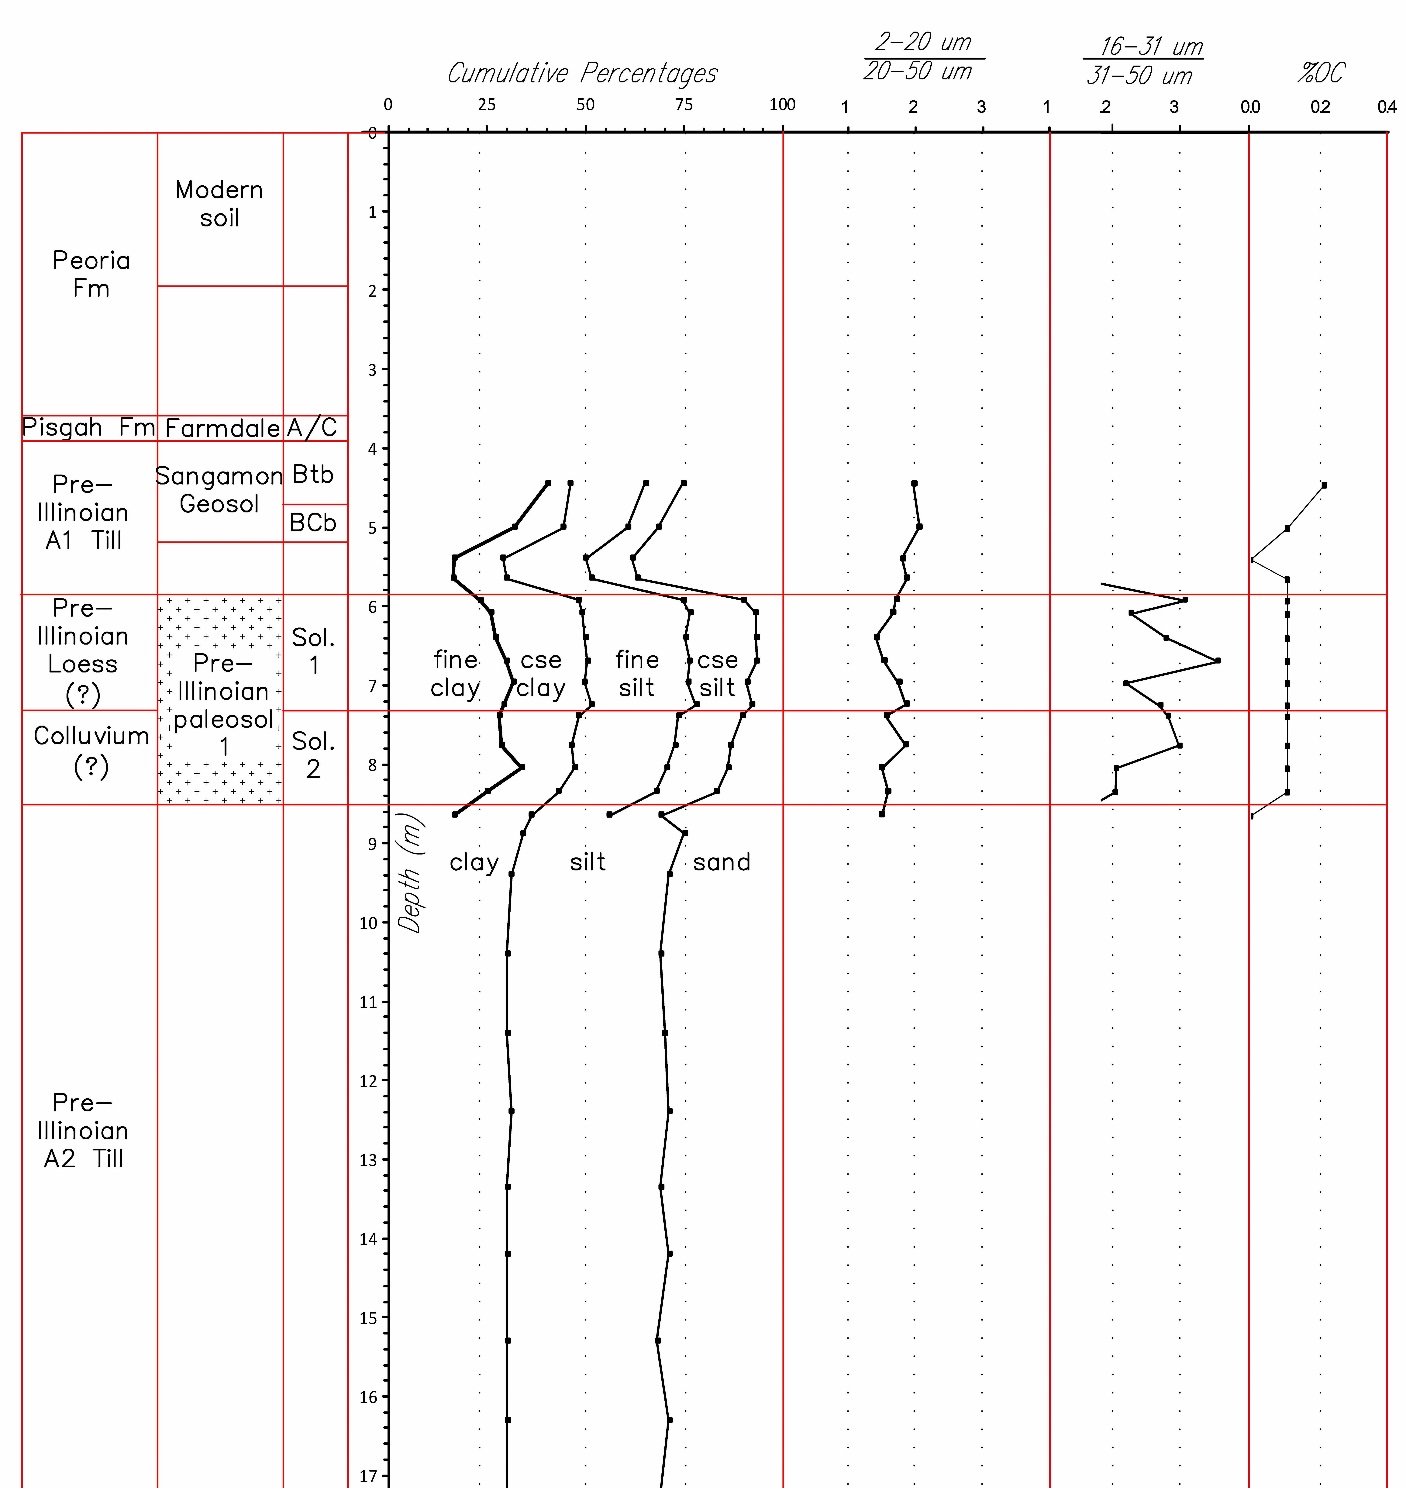 2-20 um
16-31 um
Cumulative Percentages
20-50 um
31-50 um
%OC
0 25 50 75 100 1 2 3 1 .2 3 0.0 0.2 0.4
0
Modern
soil
1
Peoria
Fm
2
3
Pisgah Fm Farmdale A/C
4
Sangamon
Geosol
Btb
Pre-
Illinoian
A1 Till
BCb
5
6
Pre-
Illinoian
Loess
(?)
Sol.
1
Pre-
Illinoian
paleosol
1
fine
clay
cse
clay
fine
silt
cse
silt
7
Colluvium
(?)
Sol.
2
8
9
Depth (m)
clay silt sand
10
11
12
Pre-
Illinoian
A2 Till
13
14
15
16
17